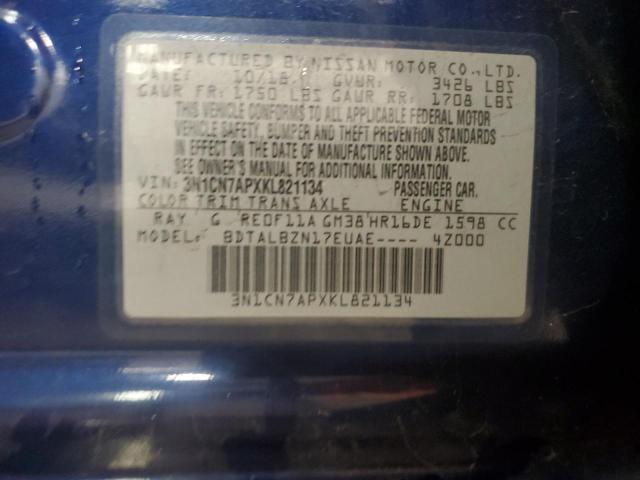 MANUFACTURED BY NISSAN MOTOR CO., LTD.
DATE: 10/18 GVWR: 3426 LBS
GAWR FR: 1750 LBS GAWR RR: 1708 LBS
THIS VEHICLE CONFORMS TO ALL APPLICABLE FEDERAL MOTOR
VEHICLE SAFETY, BUMPER AND THEFT PREVENTION STANDARDS
IN EFFECT ON THE DATE OF MANUFACTURE SHOWN ABOVE.
SEE OWNER'S MANUAL FOR ADDITIONAL INFORMATION.
VIN: 3N1CN7APXKL821134 PASSENGER CAR.
COLOR TRIM TRANS AXLE ENGINE
RAY G RE0F11A GM38 HR16DE 1598 CC
MODEL: BDTALBZN17EUAE---- 4Z000
3N1CN7APXKL821134